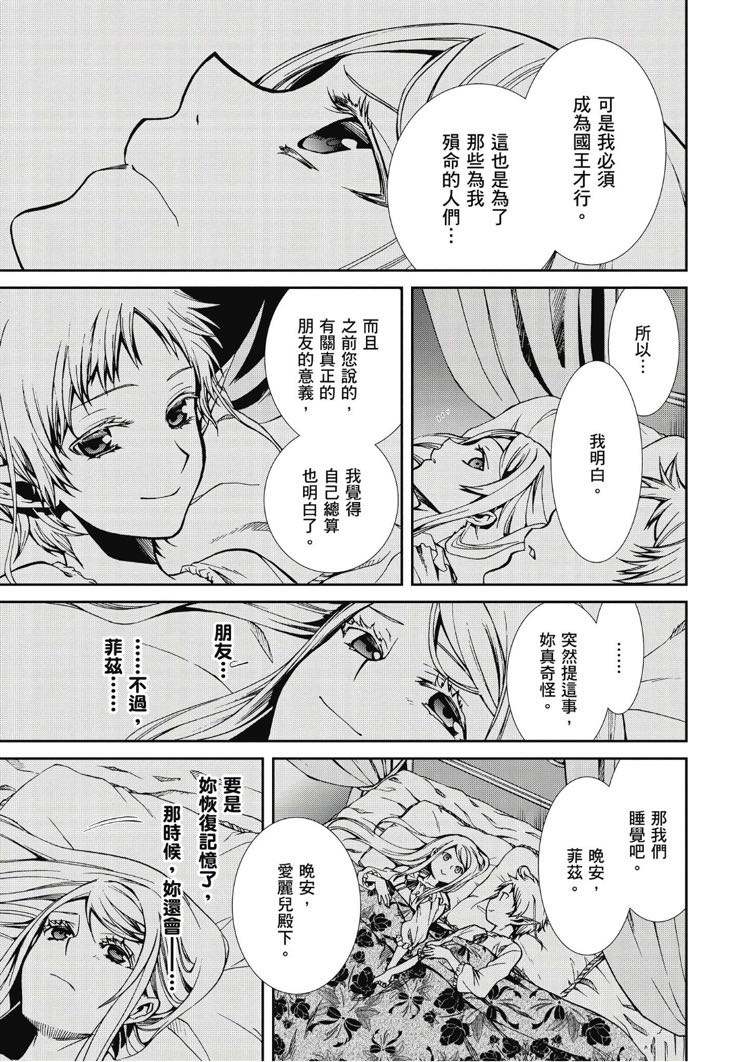 可是我必須
成為國王才行。
這也是為了
那些為我
殞命的人們…
所以…
我明白。
而且
之前您說的，
有關真正的
朋友的意義，
我覺得
自己總算
也明白了。
……
突然提這事，
妳真奇怪。
朋友…
……不過，
菲茲……
那我們
睡覺吧。
晚安，
菲茲。
晚安，
愛麗兒殿下。
要是
妳恢復記憶了，
那時候，妳還會——…